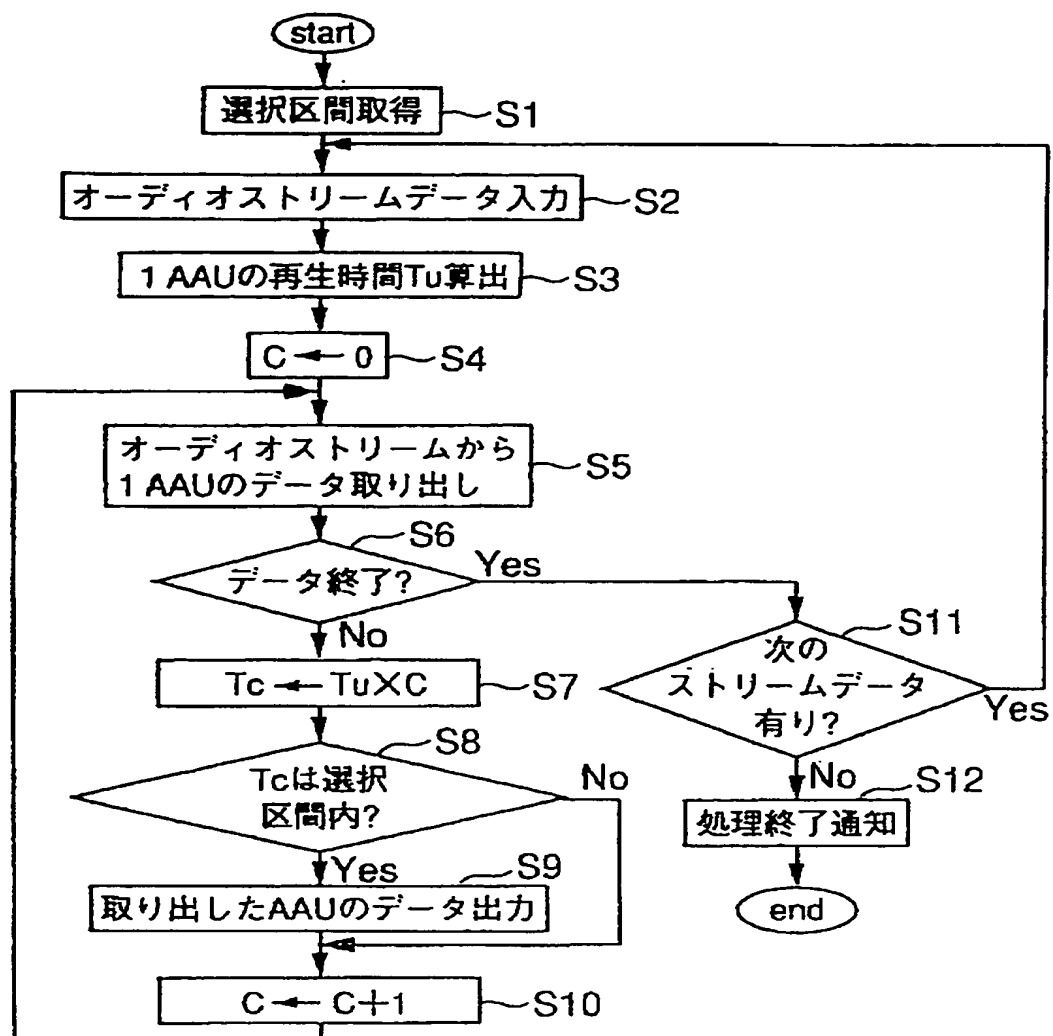 start
選択区間取得
S1
オーディオストリームデータ入力
S2
1 AAUの再生時間Tu算出
S3
C ← 0
S4
オーディオストリームから
1 AAUのデータ取り出し
S5
S6
データ終了?
Yes
No
Tc ← Tu×C
S7
S8
Tcは選択
区間内?
No
Yes
S9
取り出したAAUのデータ出力
C ← C+1
S10
S11
次の
ストリームデータ
有り?
Yes
No
S12
処理終了通知
end